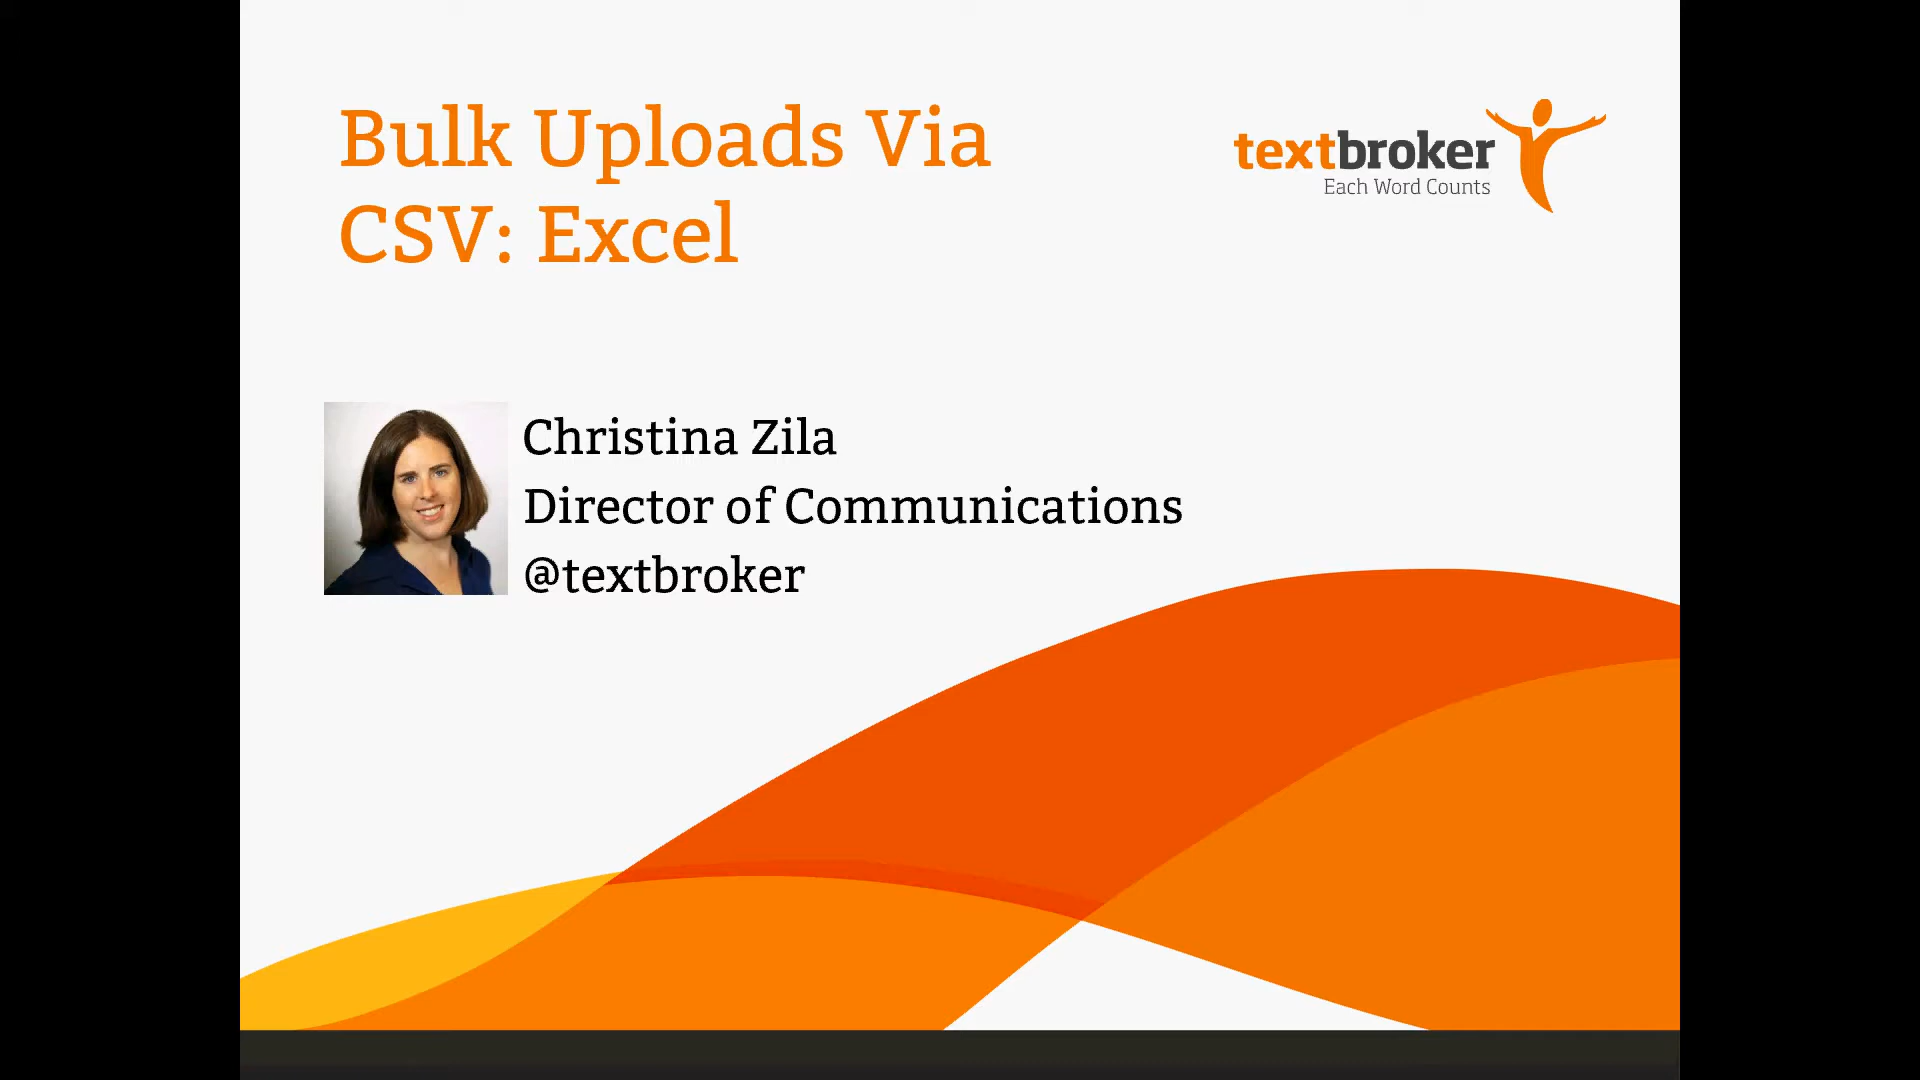 Bulk Uploads Via
CSV: Excel
textbroker
Each Word Counts
Christina Zila
Director of Communications
@textbroker